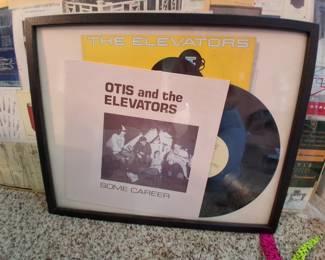 THE ELEVATORS
OTIS and the
ELEVATORS
SOME CAREER